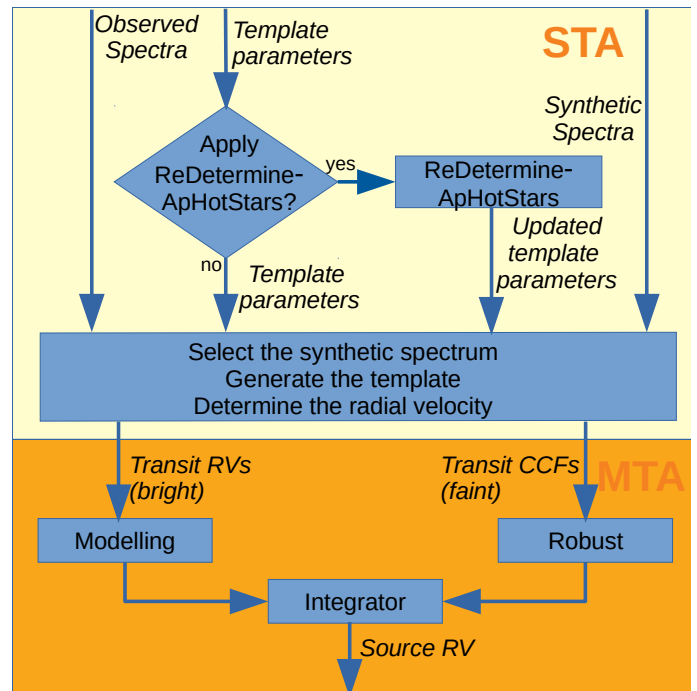 Observed
Spectra
Template
parameters
STA
Synthetic
Spectra
Apply
ReDetermine-
ApHotStars?
yes
ReDetermine-
ApHotStars
no
Template
parameters
Updated
template
parameters
Select the synthetic spectrum
Generate the template
Determine the radial velocity
Transit RVs
(bright)
Transit CCFs
(faint)
MTA
Modelling
Robust
Integrator
Source RV